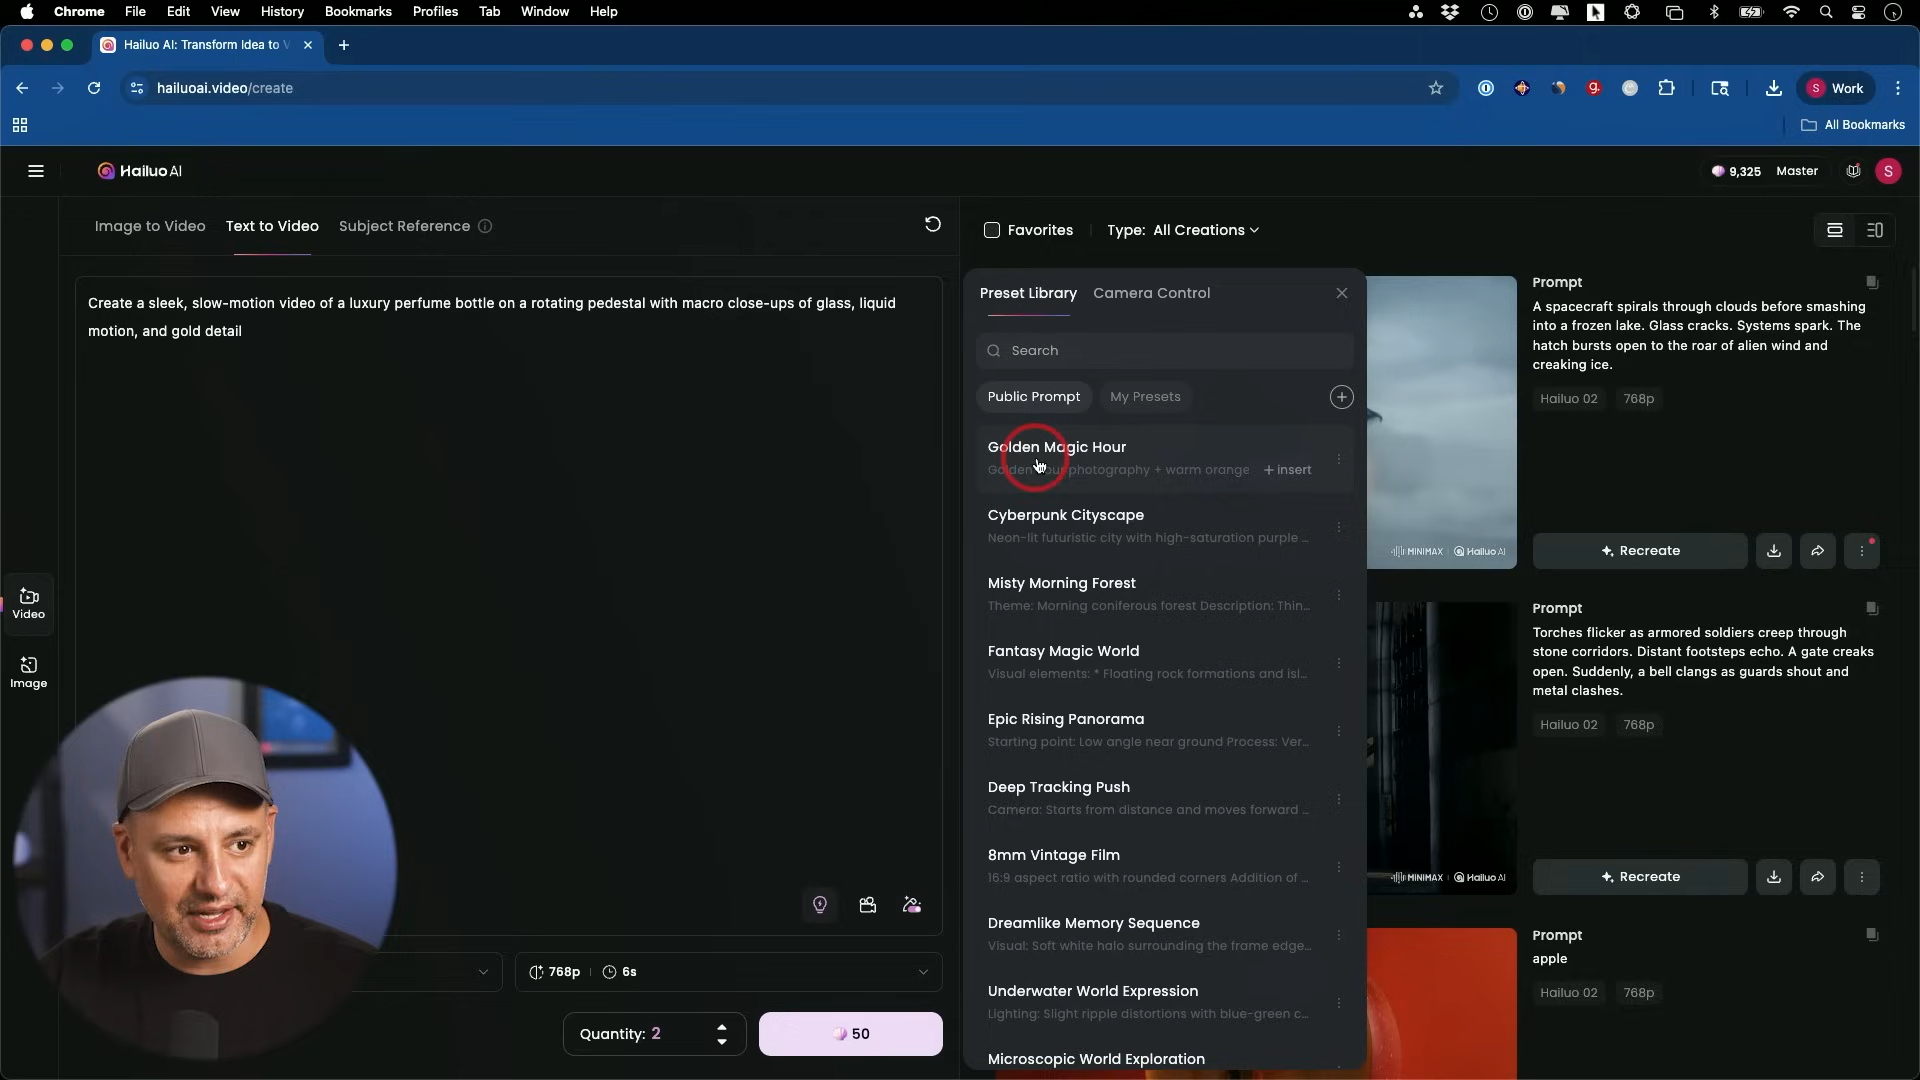 Chrome File Edit View History Bookmarks Profiles Tab Window Help
Hailuo AI: Transform Idea to V
hailuoai.video/create
Work
All Bookmarks
Hailuo AI
9,325 Master
S
Image to Video Text to Video Subject Reference
Favorites Type: All Creations
Create a sleek, slow-motion video of a luxury perfume bottle on a rotating pedestal with macro close-ups of glass, liquid
motion, and gold detail
Preset Library Camera Control
Search
Public Prompt My Presets
Golden Magic Hour
photography + warm orange + insert
Cyberpunk Cityscape
Neon-lit futuristic city with high-saturation purple ...
Misty Morning Forest
Theme: Morning coniferous forest Description: Thin...
Fantasy Magic World
Visual elements: * Floating rock formations and isl...
Epic Rising Panorama
Starting point: Low angle near ground Process: Ver...
Deep Tracking Push
Camera: Starts from distance and moves forward ...
8mm Vintage Film
16:9 aspect ratio with rounded corners Addition of ...
Dreamlike Memory Sequence
Visual: Soft white halo surrounding the frame edge...
Underwater World Expression
Lighting: Slight ripple distortions with blue-green c...
Microscopic World Exploration
Prompt
A spacecraft spirals through clouds before smashing
into a frozen lake. Glass cracks. Systems spark. The
hatch bursts open to the roar of alien wind and
creaking ice.
Hailuo 02 768p
MINIMAX Hailuo AI
Recreate
Prompt
Torches flicker as armored soldiers creep through
stone corridors. Distant footsteps echo. A gate creaks
open. Suddenly, a bell clangs as guards shout and
metal clashes.
Hailuo 02 768p
MINIMAX Hailuo AI
Recreate
Prompt
apple
Hailuo 02 768p
Video
Image
768p 6s
Quantity: 2
50